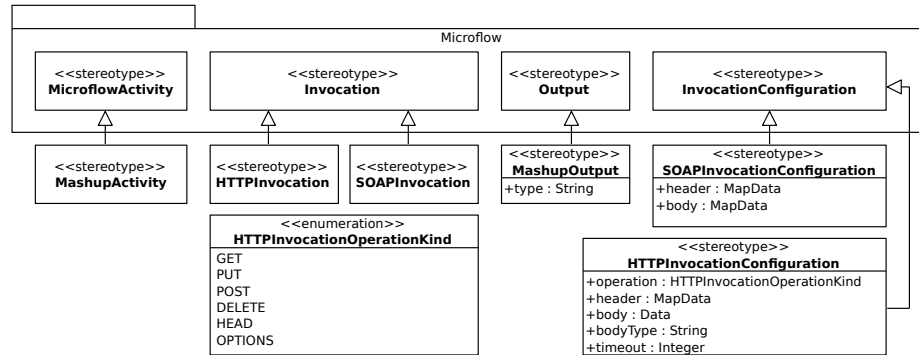 Microflow
<<stereotype>>
MicroflowActivity
<<stereotype>>
Invocation
<<stereotype>>
Output
<<stereotype>>
InvocationConfiguration
<<stereotype>>
MashupActivity
<<stereotype>>
HTTPInvocation
<<stereotype>>
SOAPInvocation
<<stereotype>>
MashupOutput
+type : String
<<stereotype>>
SOAPInvocationConfiguration
+header : MapData
+body : MapData
<<enumeration>>
HTTPInvocationOperationKind
GET
PUT
POST
DELETE
HEAD
OPTIONS
<<stereotype>>
HTTPInvocationConfiguration
+operation : HTTPInvocationOperationKind
+header : MapData
+body : Data
+bodyType : String
+timeout : Integer